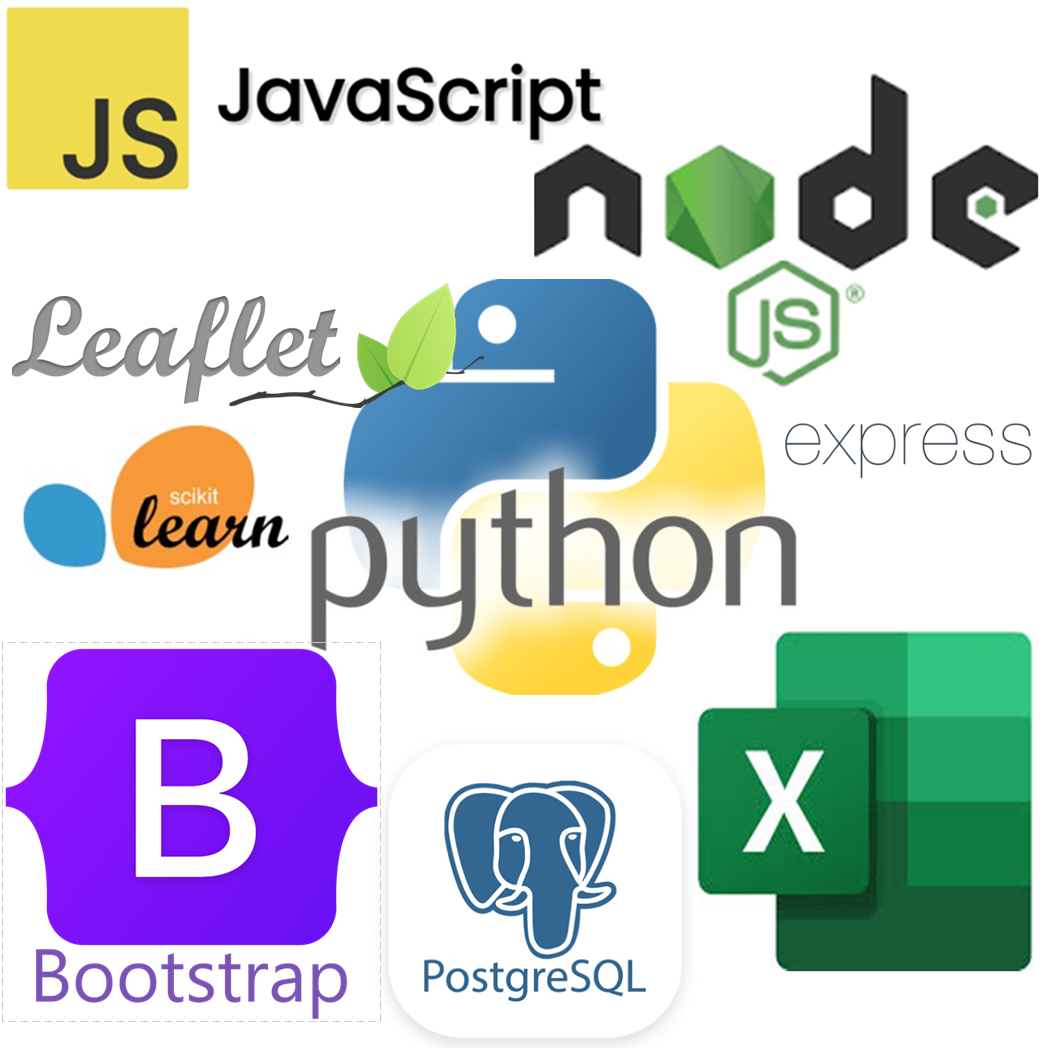 JS
JavaScript
node
JS®
Leaflet
express
scikit
learn
python
B
Bootstrap
PostgreSQL
X